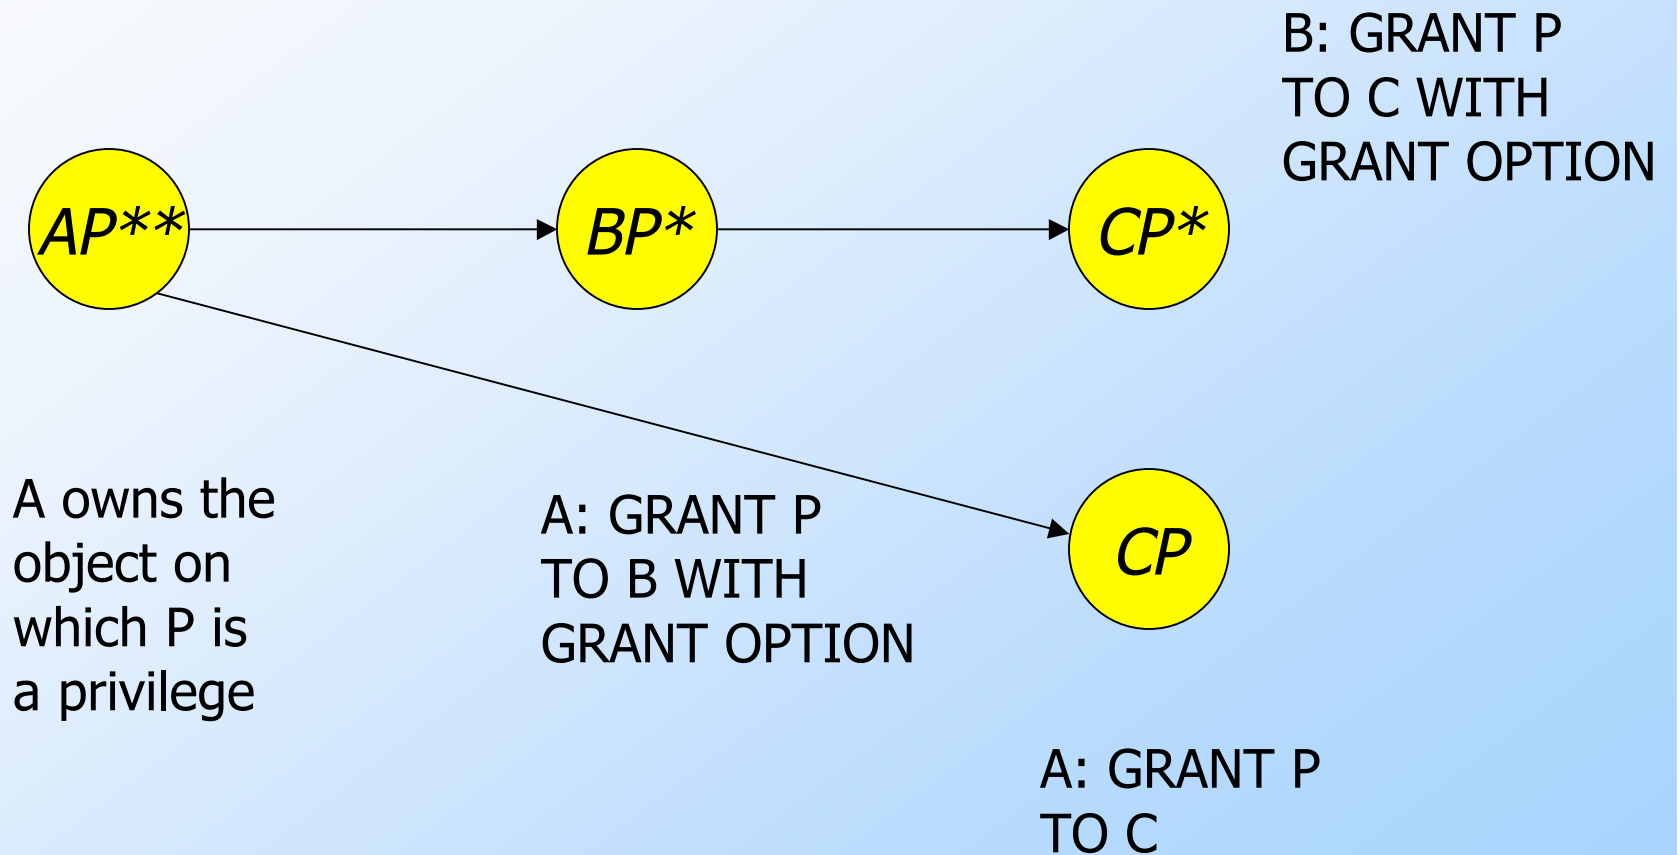 B: GRANT P
TO C WITH
GRANT OPTION
AP**
BP*
CP*
A owns the
object on
which P is
a privilege
A: GRANT P
TO B WITH
GRANT OPTION
CP
A: GRANT P
TO C